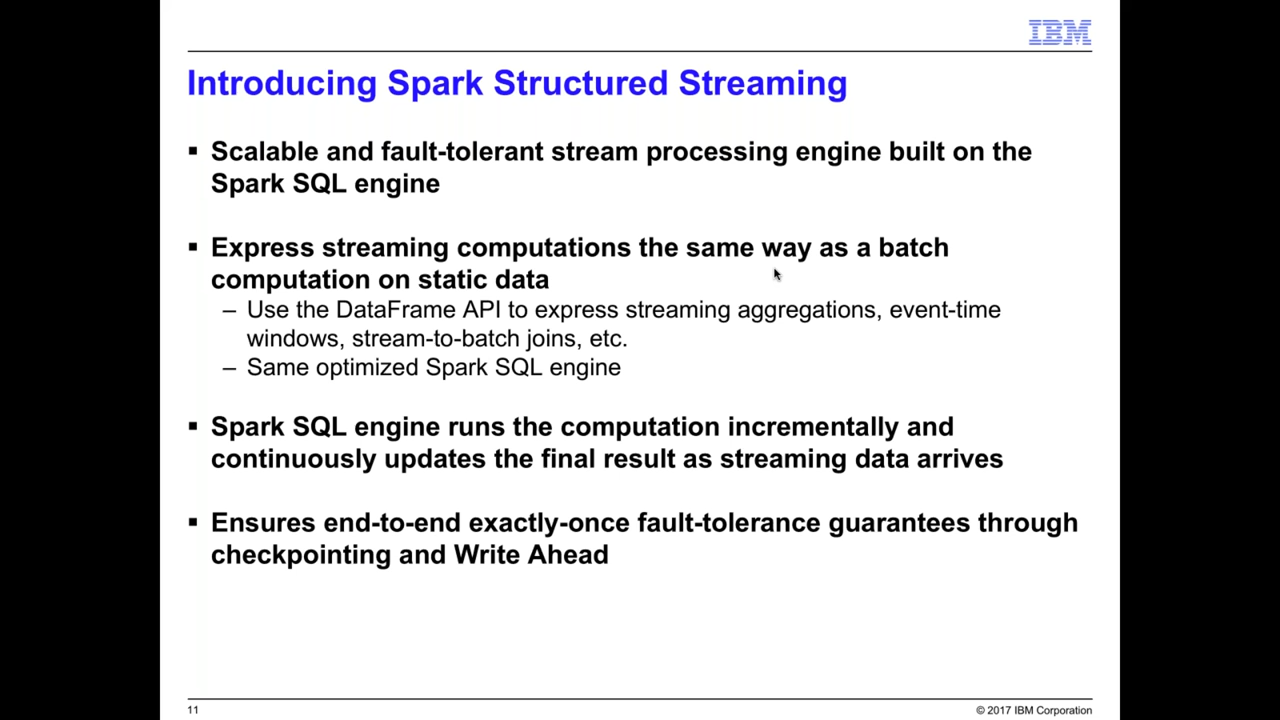 IBM
Introducing Spark Structured Streaming
▪ Scalable and fault-tolerant stream processing engine built on the
Spark SQL engine
▪ Express streaming computations the same way as a batch
computation on static data
– Use the DataFrame API to express streaming aggregations, event-time
windows, stream-to-batch joins, etc.
– Same optimized Spark SQL engine
▪ Spark SQL engine runs the computation incrementally and
continuously updates the final result as streaming data arrives
▪ Ensures end-to-end exactly-once fault-tolerance guarantees through
checkpointing and Write Ahead
11
© 2017 IBM Corporation